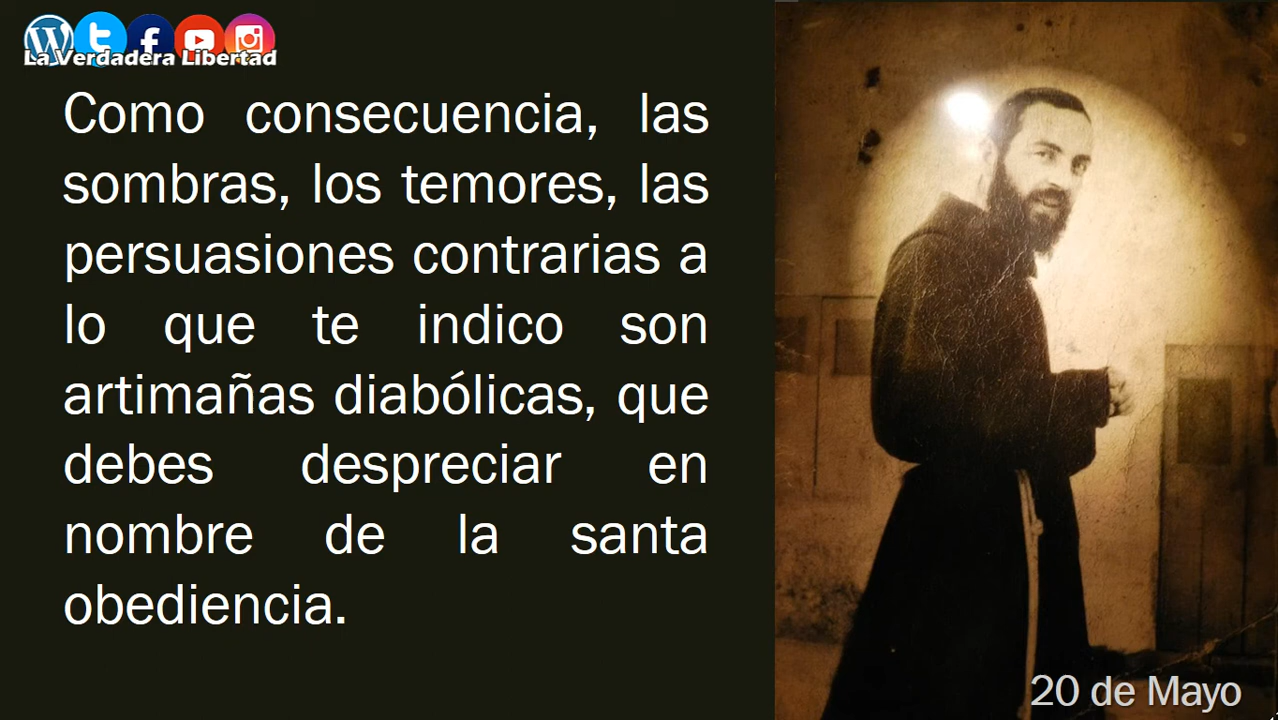 La Verdadera Libertad
Como consecuencia, las
sombras, los temores, las
persuasiones contrarias a
lo que te indico son
artimañas diabólicas, que
debes despreciar en
nombre de la santa
obediencia.
20 de Mayo